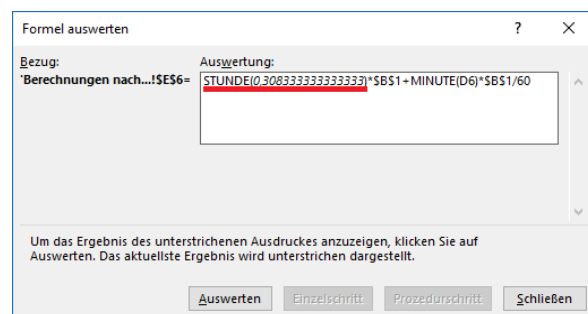 Formel auswerten ? ×
Bezug: Auswertung:
'Berechnungen nach...!$E$6= STUNDE(0,308333333333333)*$B$1+MINUTE(D6)*$B$1/60
Um das Ergebnis des unterstrichenen Ausdruckes anzuzeigen, klicken Sie auf
Auswerten. Das aktuellste Ergebnis wird unterstrichen dargestellt.
Auswerten Einzelschritt Prozedurschritt Schließen